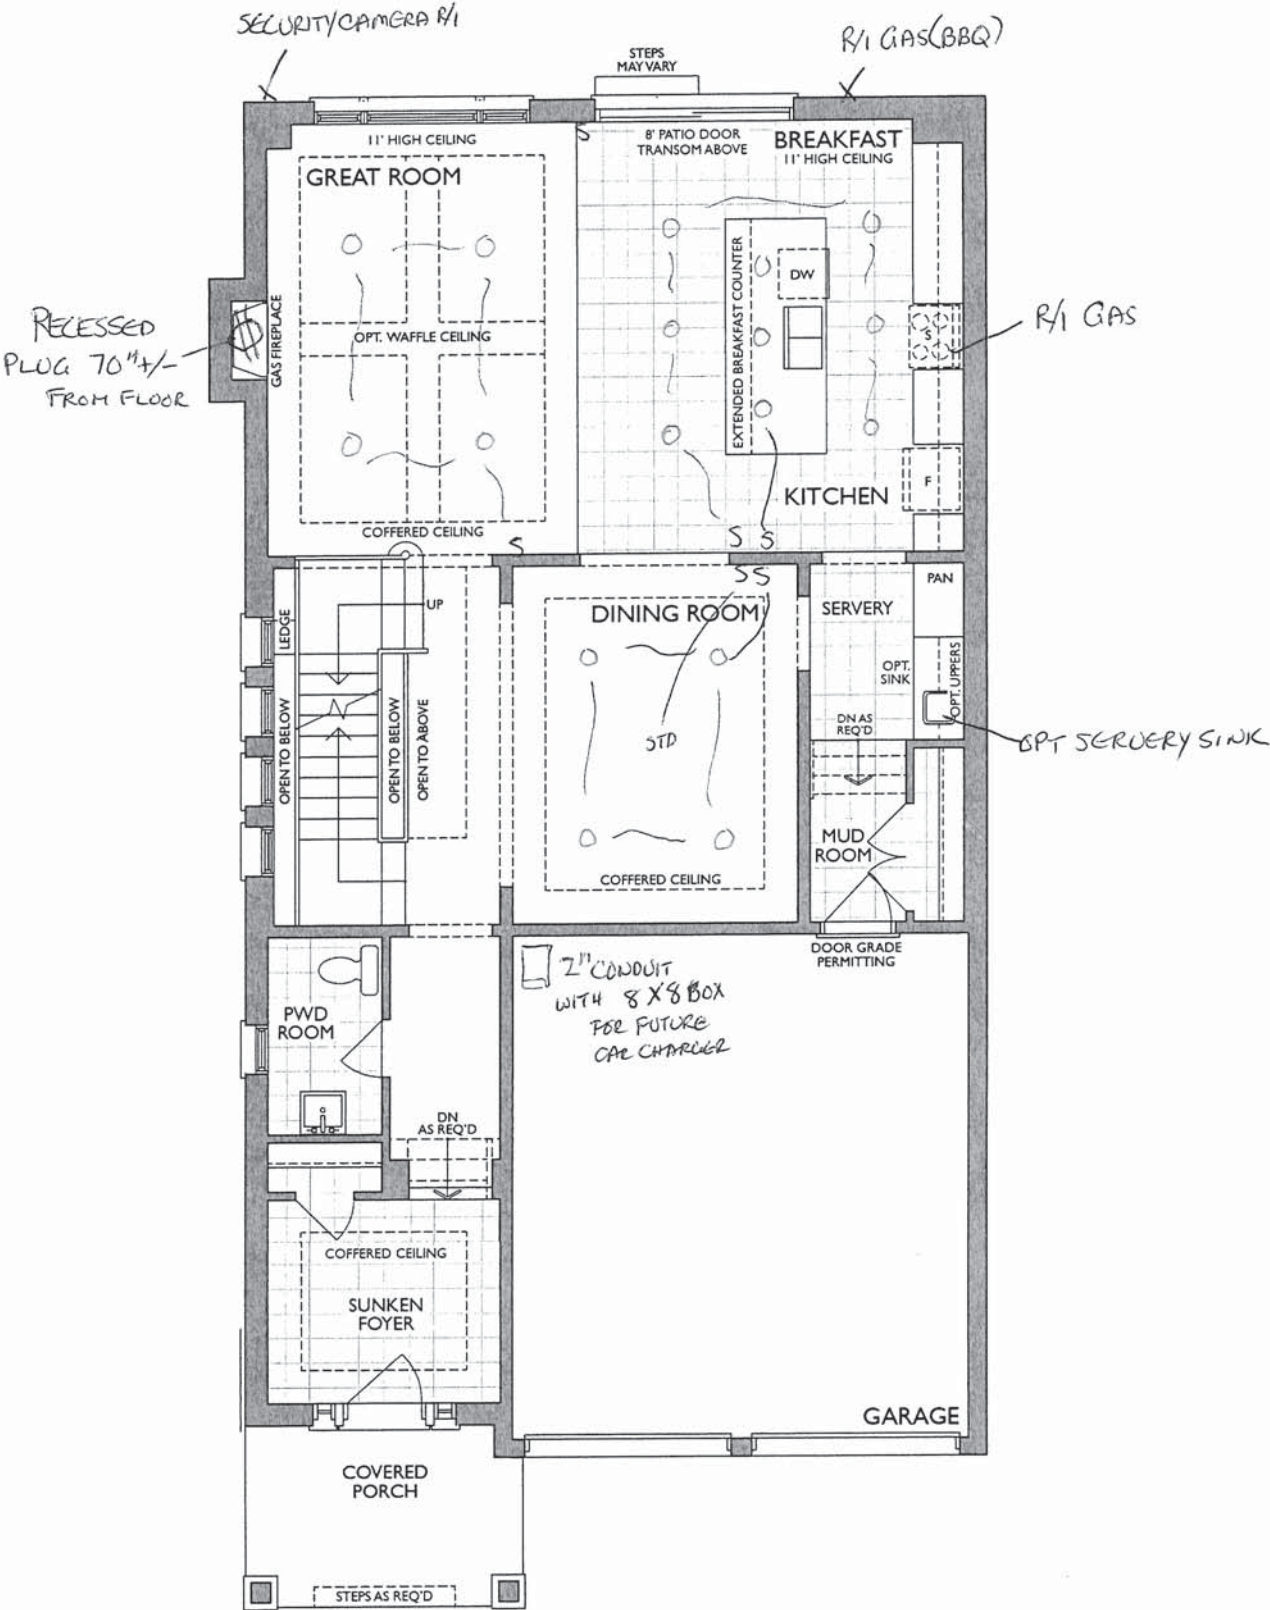 SECURITY/CAMERA R/I
R/I GAS (BBQ)
STEPS
MAY VARY
11' HIGH CEILING
GREAT ROOM
S
8' PATIO DOOR
TRANSOM ABOVE
BREAKFAST
11' HIGH CEILING
EXTENDED BREAKFAST COUNTER
DW
RECESSED
PLUG 70"+/-
FROM FLOOR
GAS FIREPLACE
OPT. WAFFLE CEILING
S
R/I GAS
F
KITCHEN
COFFERED CEILING
S
S S
S S
UP
LEDGE
OPEN TO BELOW
OPEN TO BELOW
OPEN TO ABOVE
DINING ROOM
STD
COFFERED CEILING
PAN
SERVERY
OPT.
SINK
OPT. UPPERS
DN AS
REQ'D
OPT SERVERY SINK
MUD
ROOM
DOOR GRADE
PERMITTING
2" CONDUIT
WITH 8X8 BOX
FOR FUTURE
CAR CHARGER
PWD
ROOM
DN
AS REQ'D
COFFERED CEILING
SUNKEN
FOYER
GARAGE
COVERED
PORCH
STEPS AS REQ'D